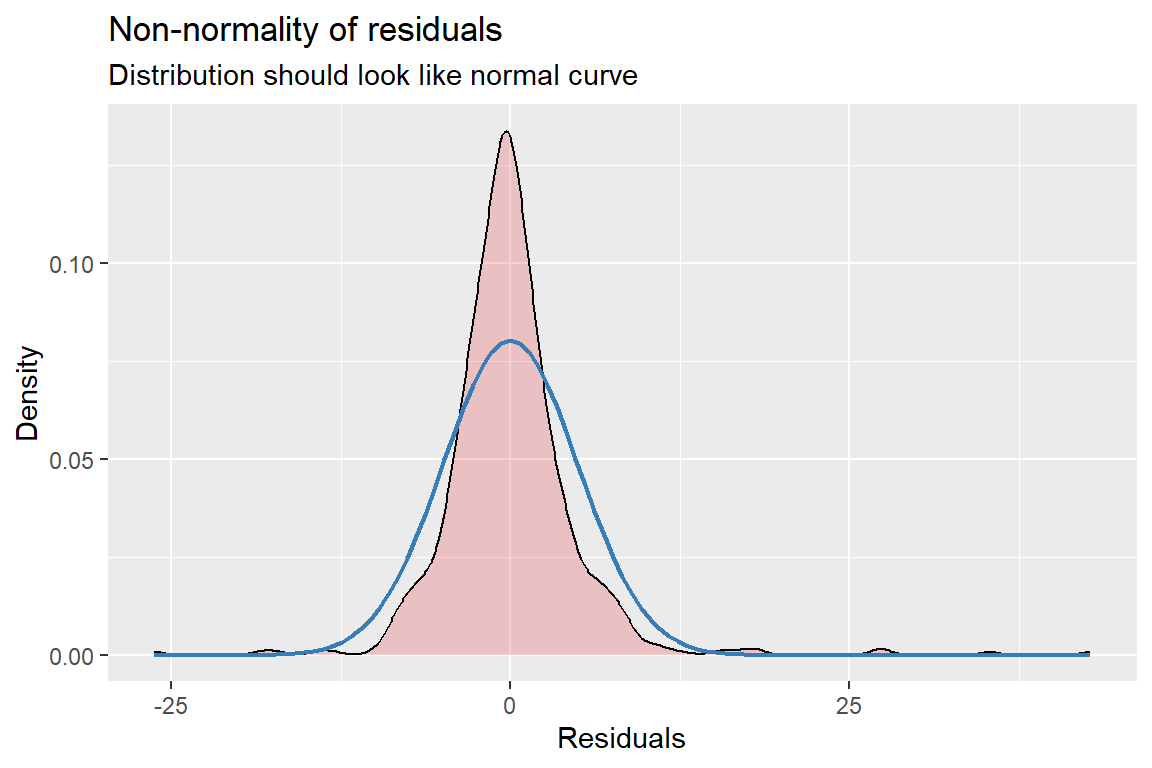 Non-normality of residuals
Distribution should look like normal curve
Density
0.10
0.05
0.00
-25
0
25
Residuals